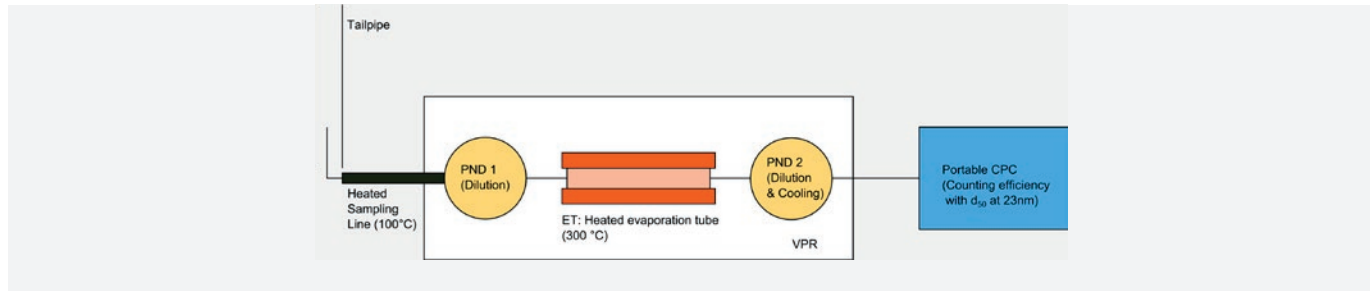 Tailpipe
Heated
Sampling
Line (100°C)
PND 1
(Dilution)
ET: Heated evaporation tube
(300 °C)
PND 2
(Dilution
& Cooling)
VPR
Portable CPC
(Counting efficiency
with d₅₀ at 23nm)